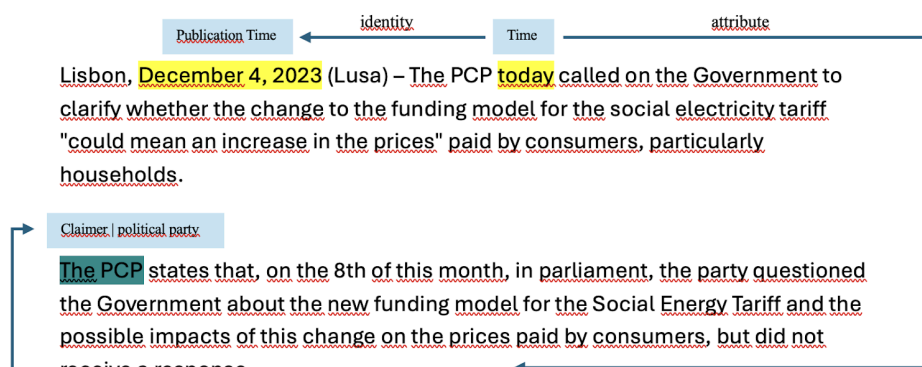 identity
attribute
Publication Time
Time
Lisbon, December 4, 2023 (Lusa) – The PCP today called on the Government to
clarify whether the change to the funding model for the social electricity tariff
"could mean an increase in the prices" paid by consumers, particularly
households.
Claimer | political party
The PCP states that, on the 8th of this month, in parliament, the party questioned
the Government about the new funding model for the Social Energy Tariff and the
possible impacts of this change on the prices paid by consumers, but did not
receive a response